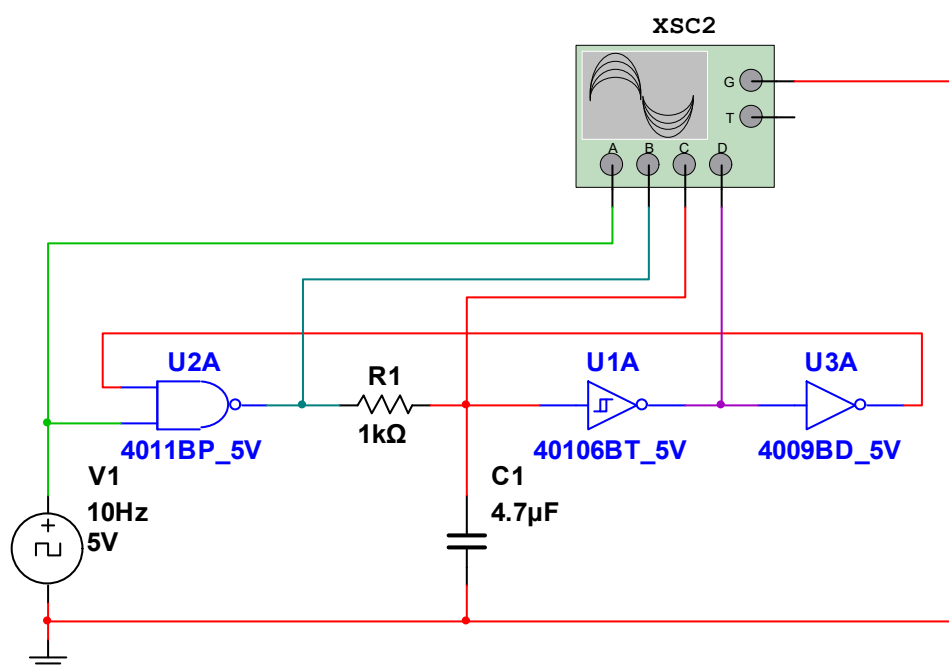 XSC2
G
T
A B C D
U2A
R1
U1A
U3A
4011BP_5V
1kΩ
40106BT_5V
4009BD_5V
V1
10Hz
5V
C1
4.7µF